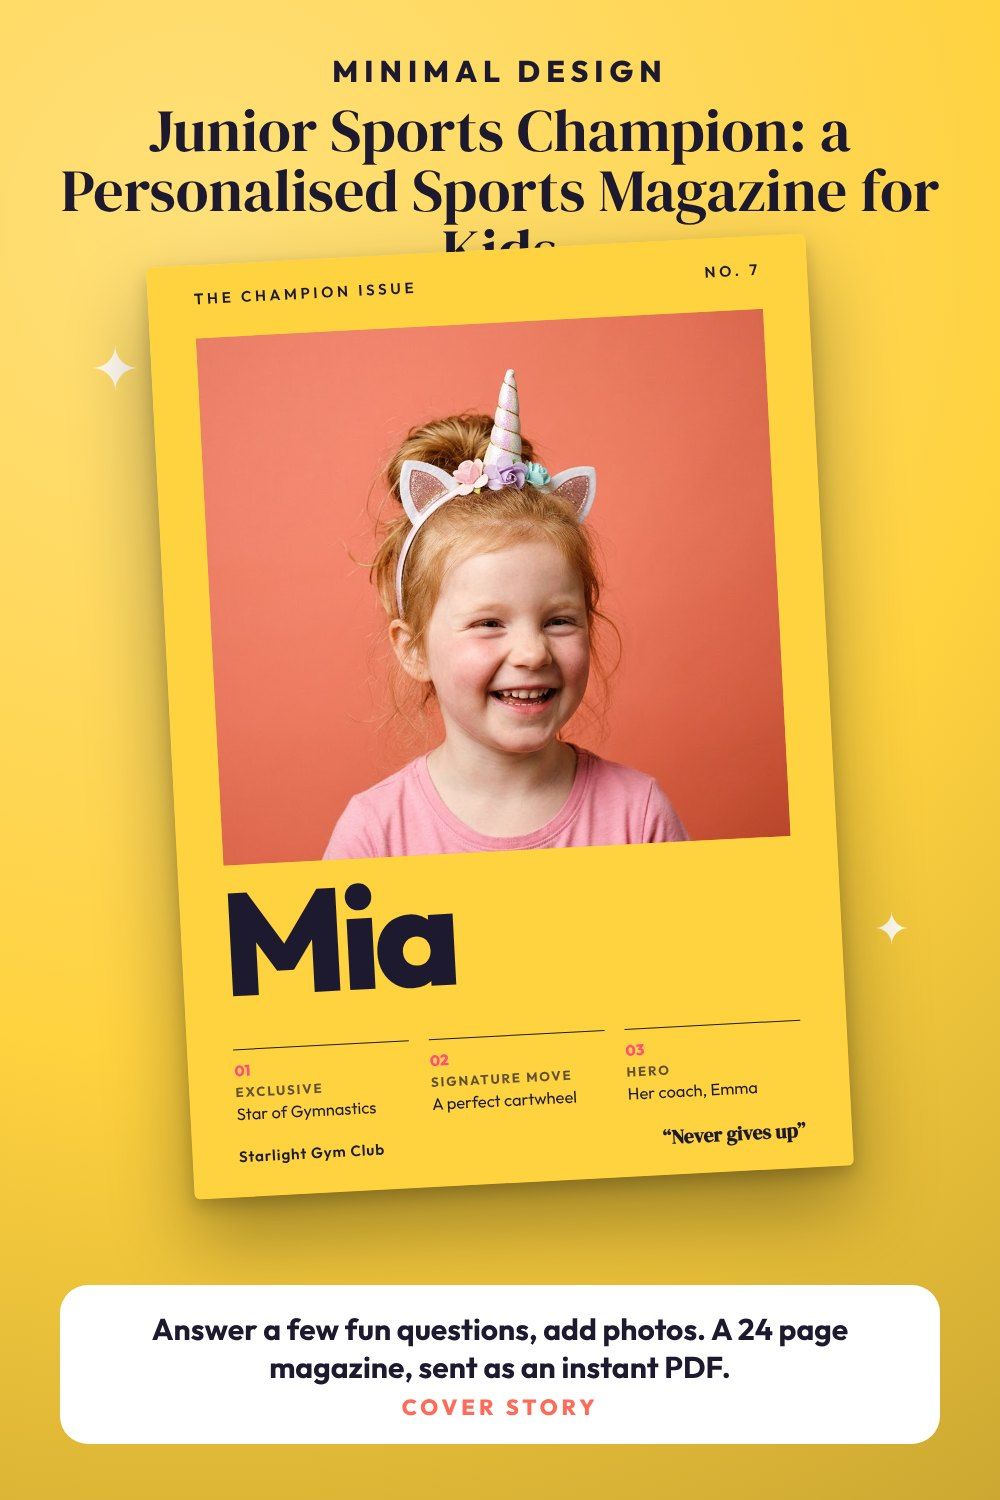 MINIMAL DESIGN
Junior Sports Champion: a
Personalised Sports Magazine for
Kids
THE CHAMPION ISSUE
NO. 7
Mia
01
EXCLUSIVE
Star of Gymnastics
02
SIGNATURE MOVE
A perfect cartwheel
03
HERO
Her coach, Emma
Starlight Gym Club
“Never gives up”
Answer a few fun questions, add photos. A 24 page
magazine, sent as an instant PDF.
COVER STORY